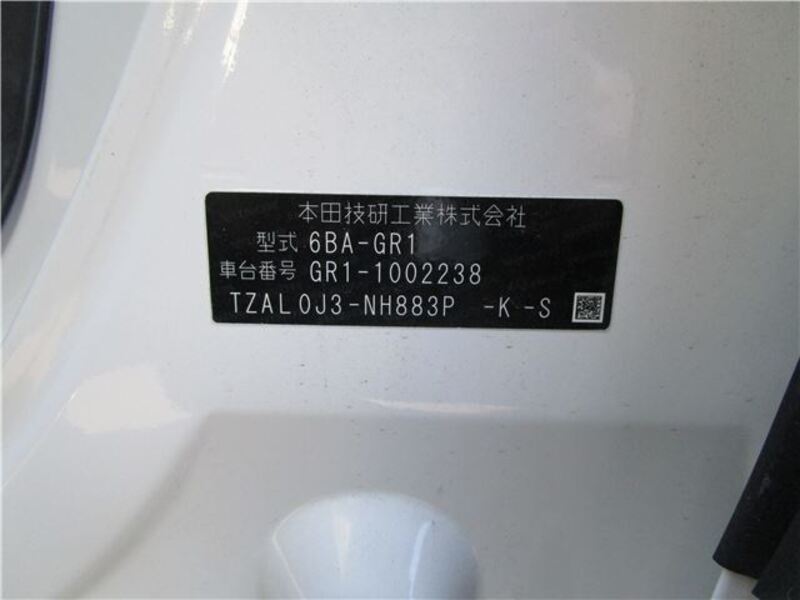 本田技研工業株式会社
型式 6BA-GR1
車台番号 GR1-1002238
TZAL0J3-NH883P -K -S